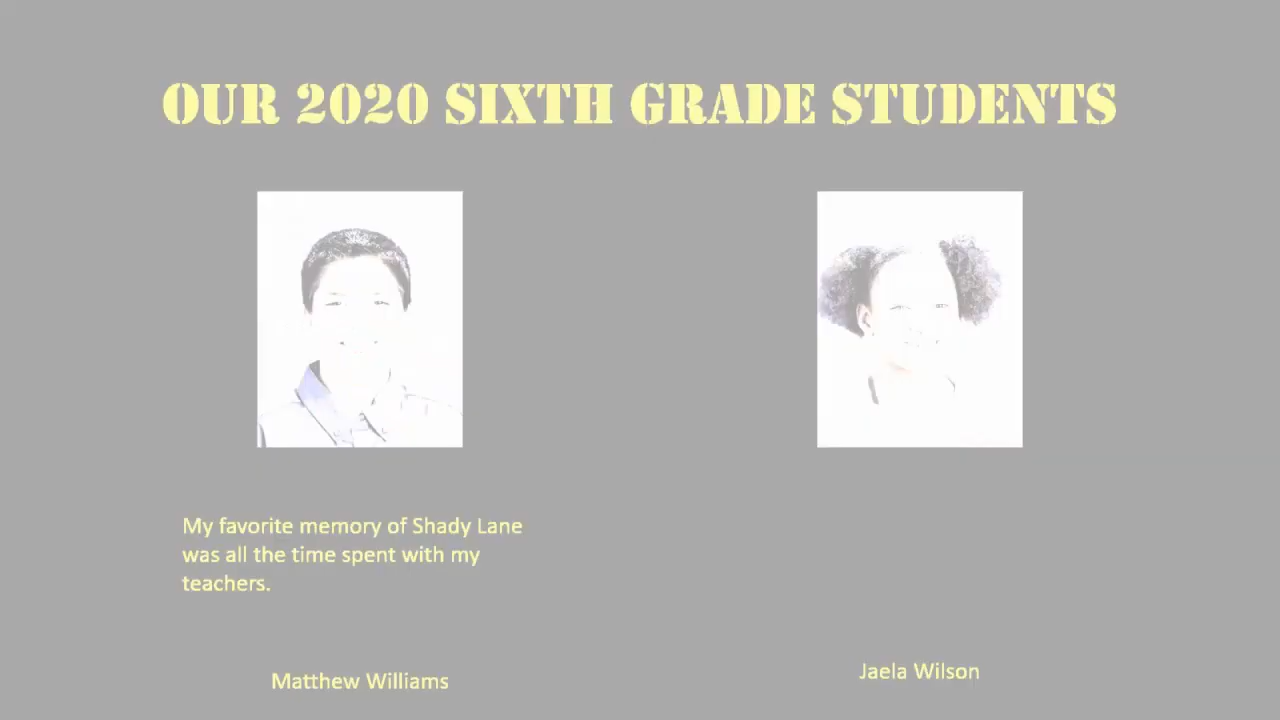 OUR 2020 SIXTH GRADE STUDENTS
My favorite memory of Shady Lane
was all the time spent with my
teachers.
Matthew Williams
Jaela Wilson